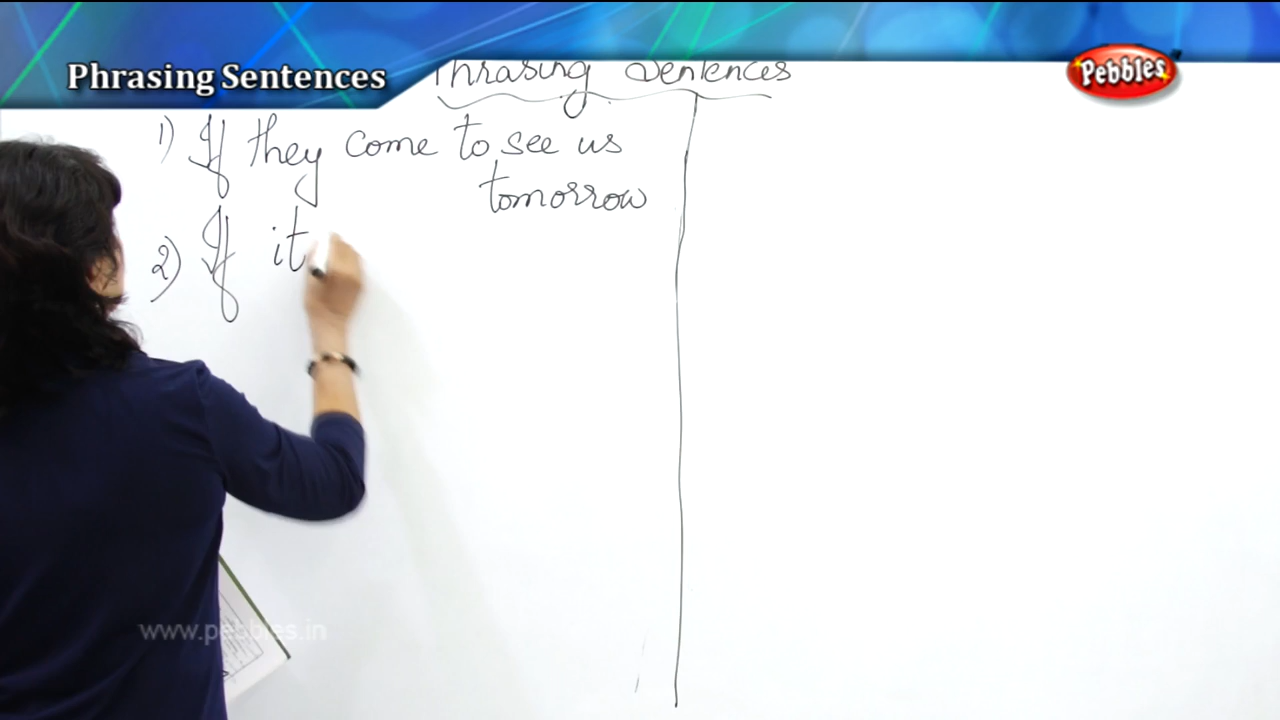 Phrasing Sentences
Pebbles
Phrasing Sentences
1) If they come to see us
tomorrow
2) If it
www.pebbles.in